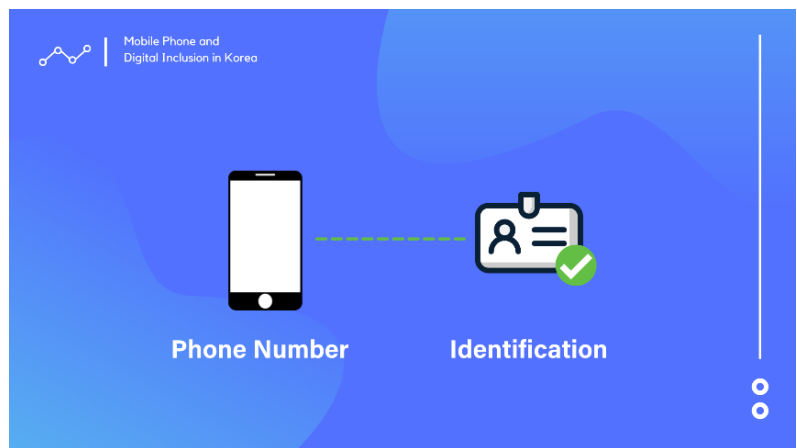 Mobile Phone and
Digital Inclusion in Korea
Phone Number
Identification